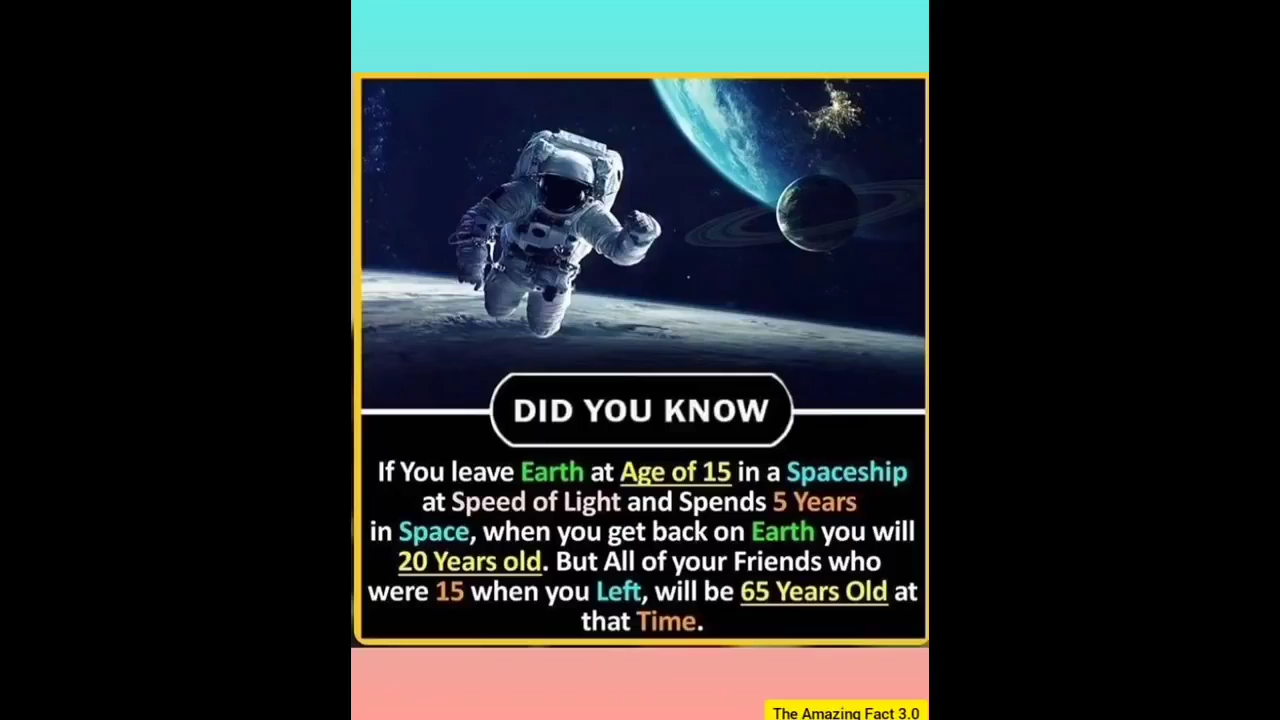 DID YOU KNOW
If You leave Earth at Age of 15 in a Spaceship
at Speed of Light and Spends 5 Years
in Space, when you get back on Earth you will
20 Years old. But All of your Friends who
were 15 when you Left, will be 65 Years Old at
that Time.
The Amazing Fact 3.0